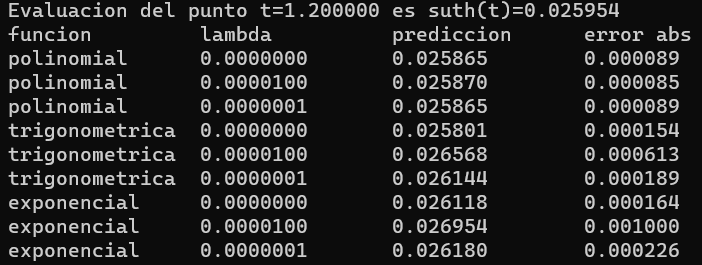 Evaluacion del punto t=1.200000 es suth(t)=0.025954
funcion lambda prediccion error abs
polinomial 0.0000000 0.025865 0.000089
polinomial 0.0000100 0.025870 0.000085
polinomial 0.0000001 0.025865 0.000089
trigonometrica 0.0000000 0.025801 0.000154
trigonometrica 0.0000100 0.026568 0.000613
trigonometrica 0.0000001 0.026144 0.000189
exponencial 0.0000000 0.026118 0.000164
exponencial 0.0000100 0.026954 0.001000
exponencial 0.0000001 0.026180 0.000226